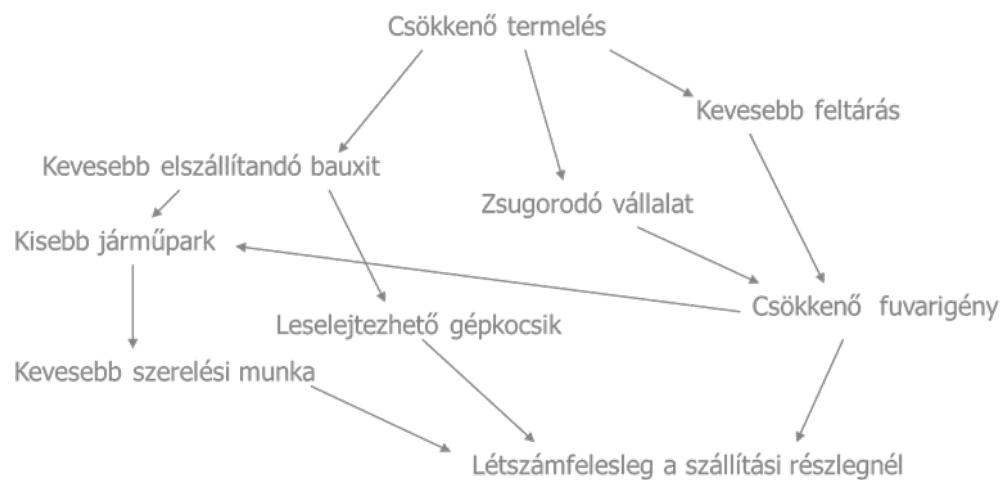 Csökkenő termelés
Kevesebb feltárás
Kevesebb elszállítandó bauxit
Zsugorodó vállalat
Kisebb járműpark
Csökkenő fuvarigény
Leselejtezhető gépkocsik
Kevesebb szerelési munka
Létszámfelesleg a szállítási részlegnél